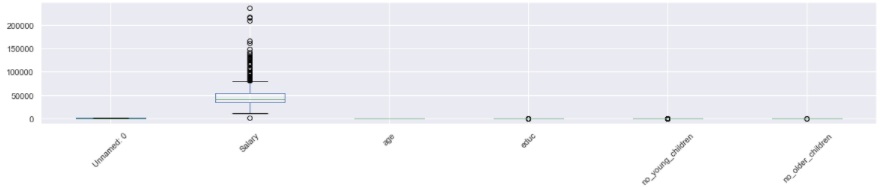 200000
150000
100000
50000
0
Unnamed: 0
Salary
age
educ
no_young_children
no_older_children